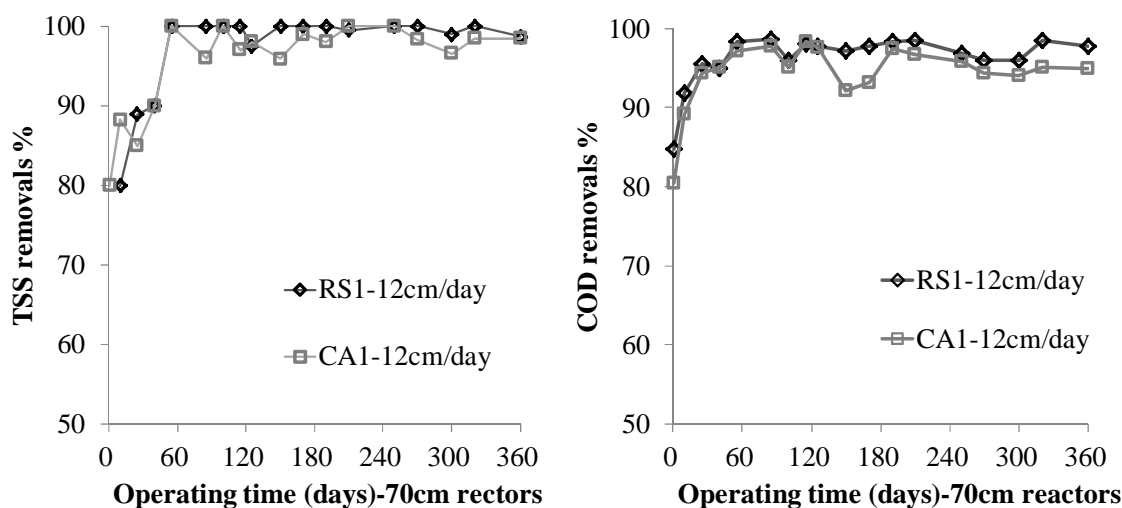 TSS removals %
100
90
80
70
60
50
0 60 120 180 240 300 360
RS1-12cm/day
CA1-12cm/day
Operating time (days)-70cm rectors
COD removals %
100
90
80
70
60
50
0 60 120 180 240 300 360
RS1-12cm/day
CA1-12cm/day
Operating time (days)-70cm reactors